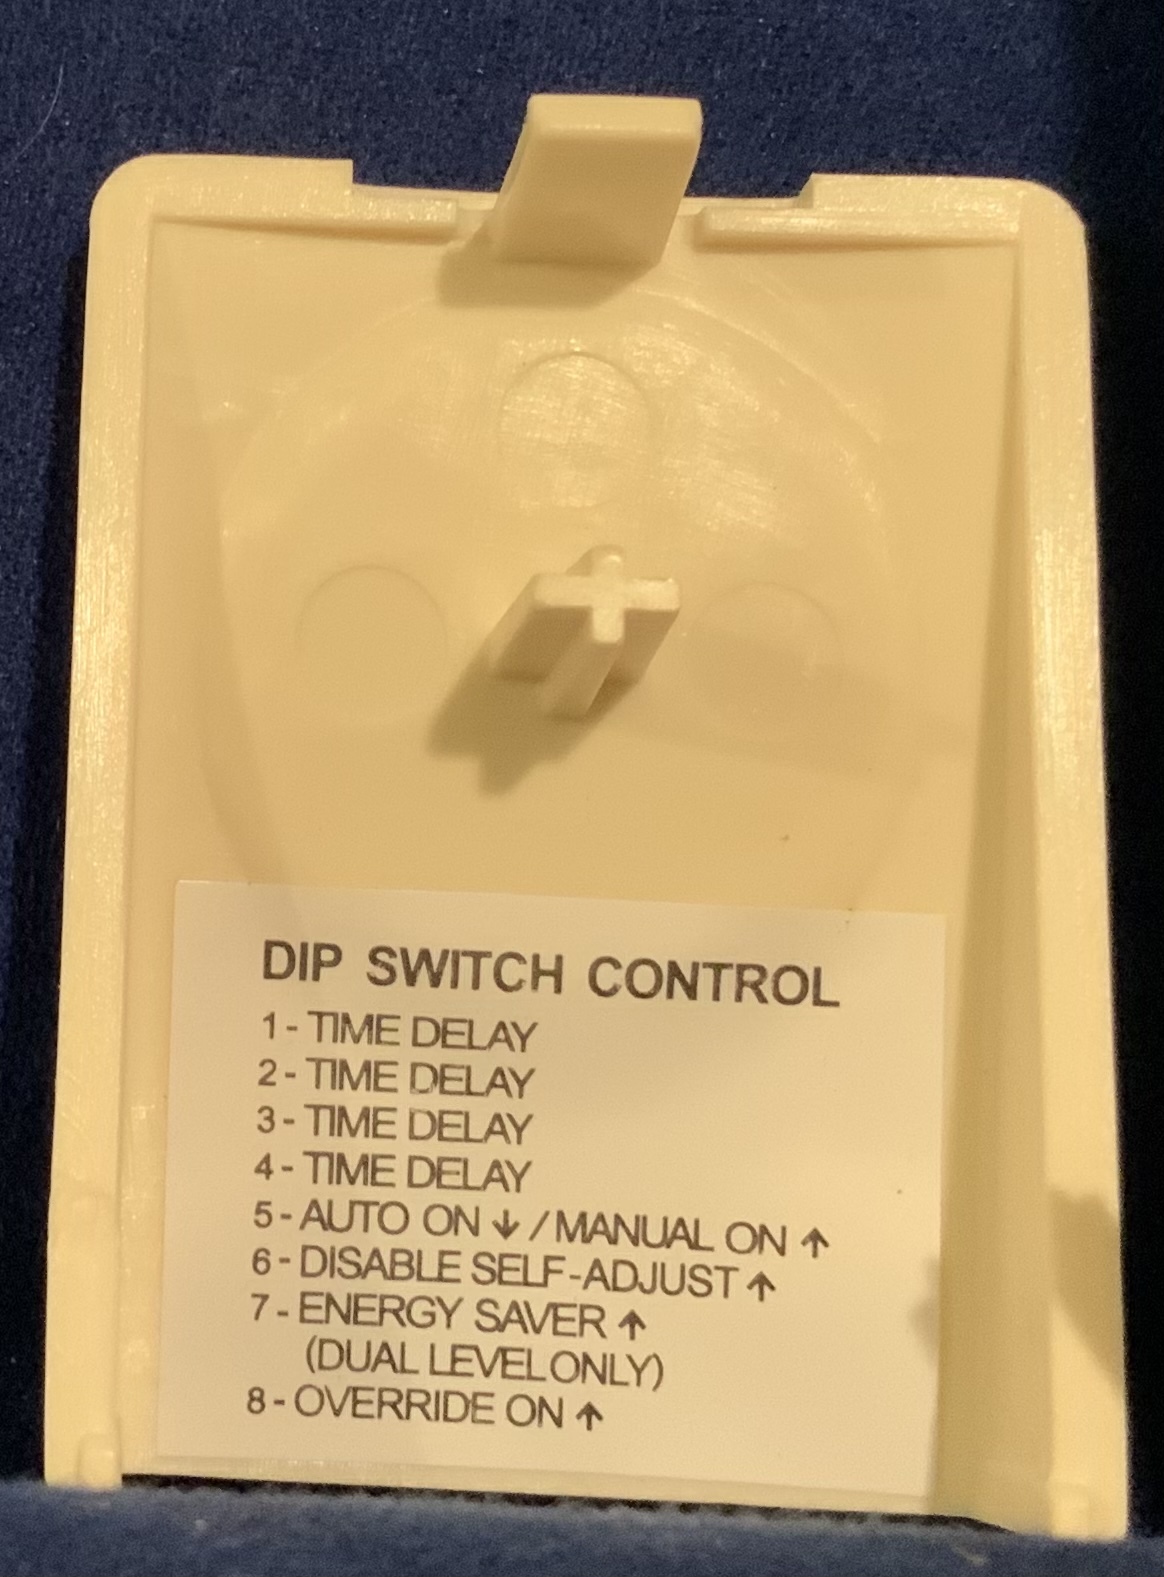 DIP SWITCH CONTROL
1 - TIME DELAY
2 - TIME DELAY
3 - TIME DELAY
4 - TIME DELAY
5 - AUTO ON ↓ / MANUAL ON ↑
6 - DISABLE SELF-ADJUST ↑
7 - ENERGY SAVER ↑
(DUAL LEVEL ONLY)
8 - OVERRIDE ON ↑